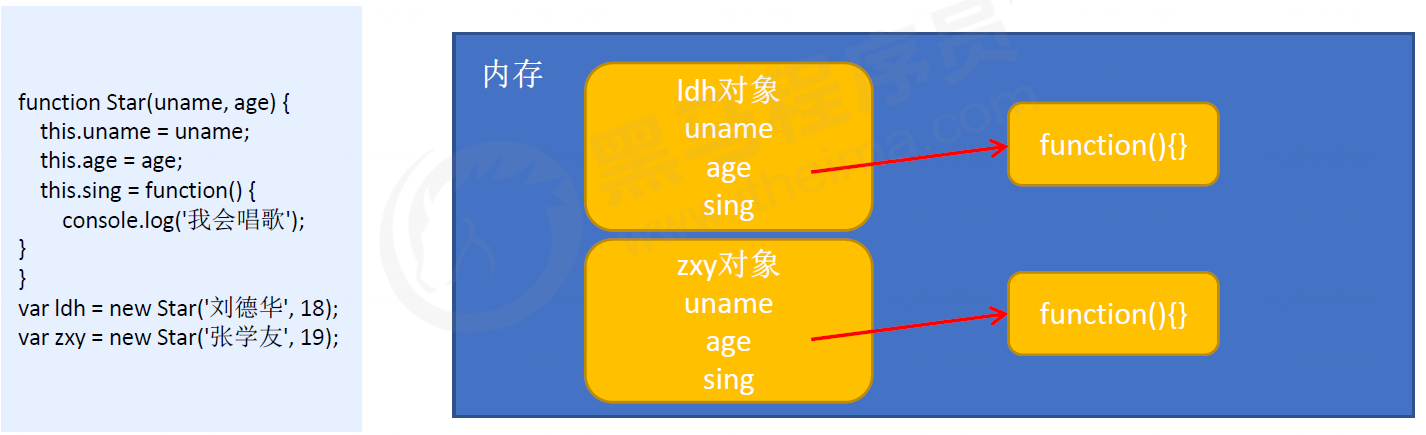 function Star(uname, age) {
this.uname = uname;
this.age = age;
this.sing = function() {
console.log('我会唱歌');
}
}
var ldh = new Star('刘德华', 18);
var zxy = new Star('张学友', 19);
内存
ldh对象
uname
age
sing
function(){}
zxy对象
uname
age
sing
function(){}
黑马程序员
www.itheima.com